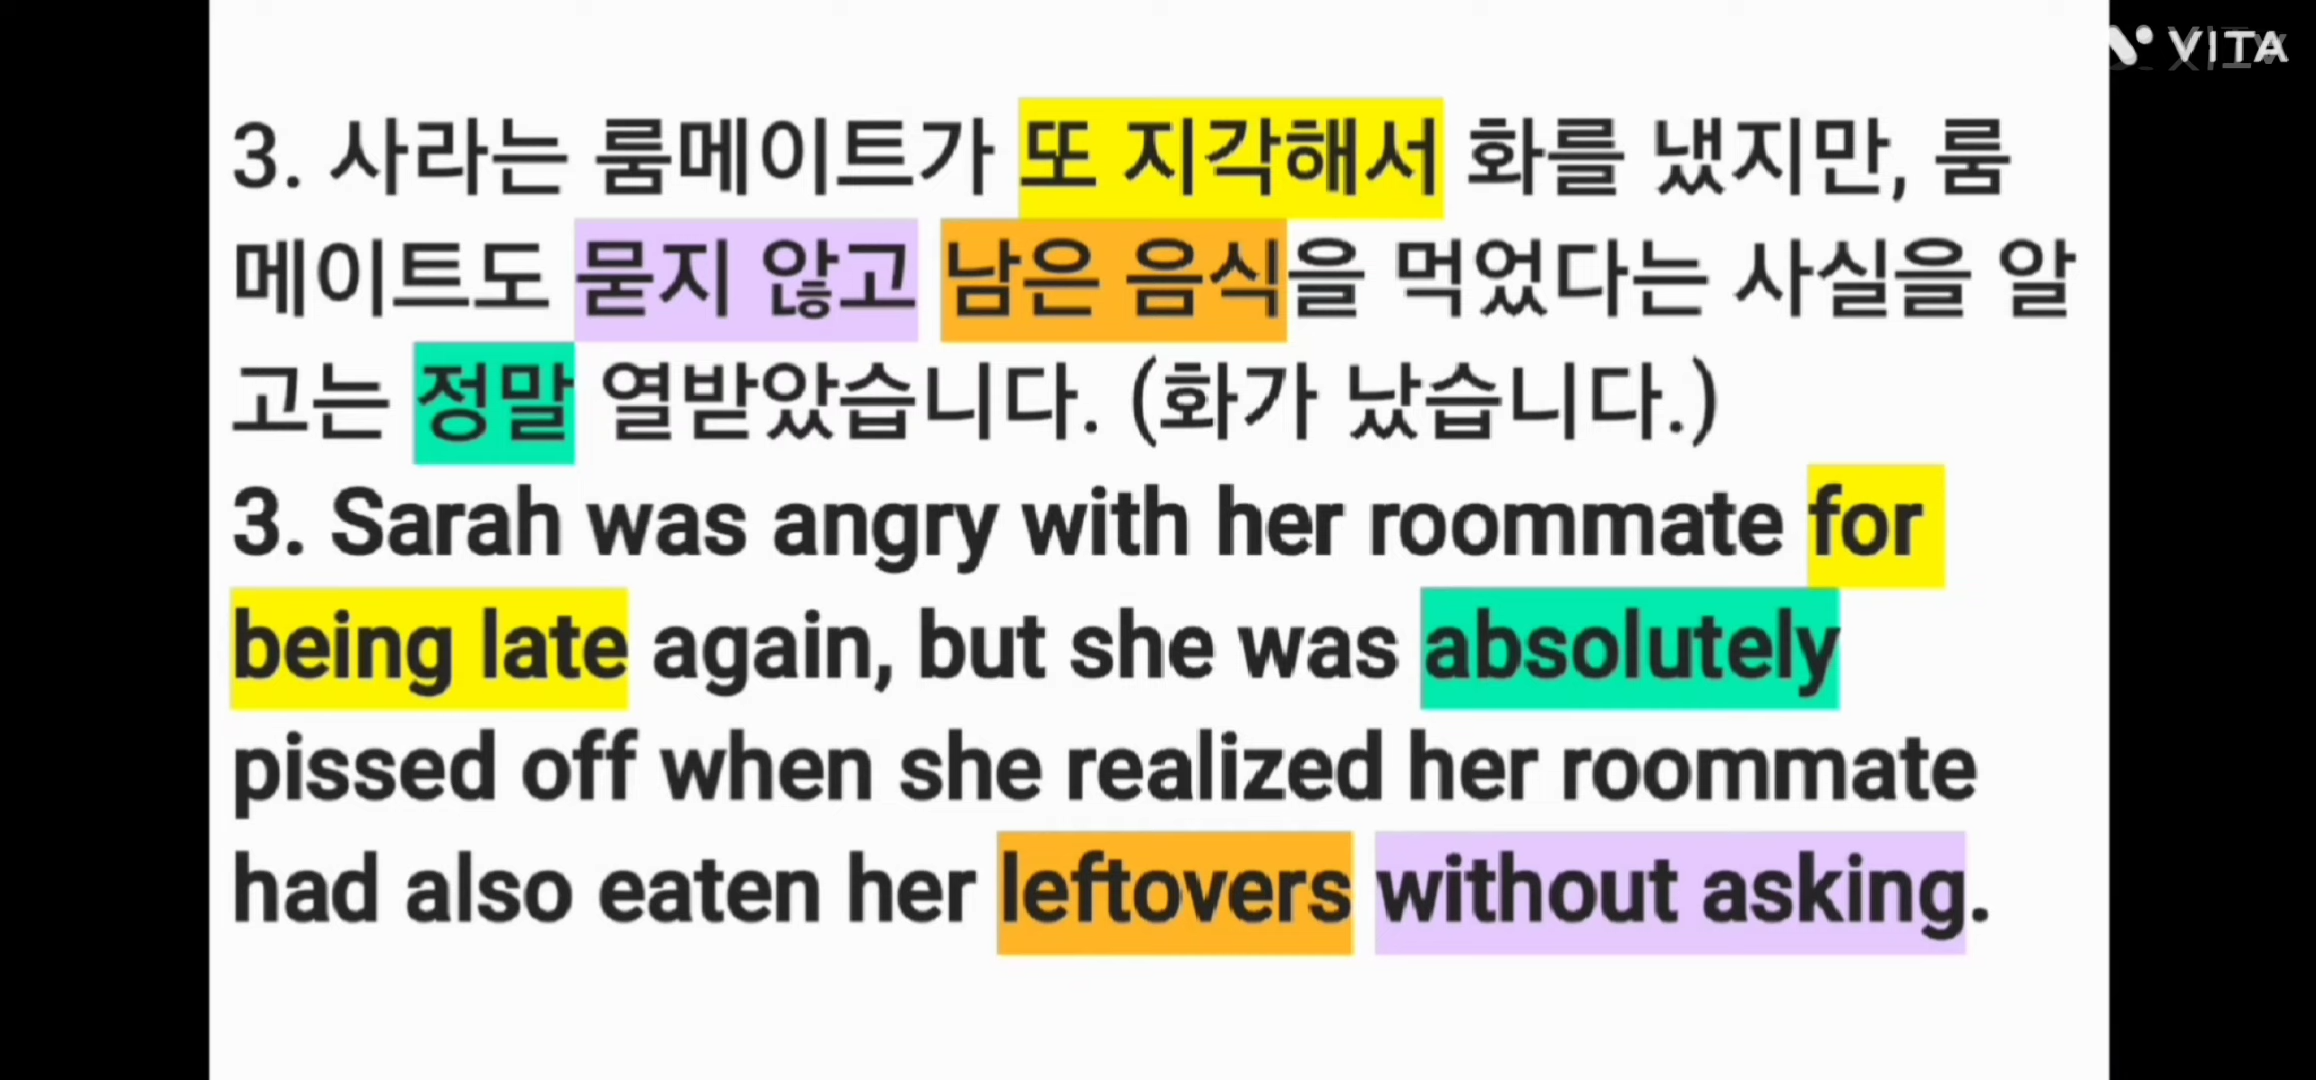 VITA
3. 사라는 룸메이트가 또 지각해서 화를 냈지만, 룸
메이트도 묻지 않고 남은 음식을 먹었다는 사실을 알
고는 정말 열받았습니다. (화가 났습니다.)
3. Sarah was angry with her roommate for
being late again, but she was absolutely
pissed off when she realized her roommate
had also eaten her leftovers without asking.